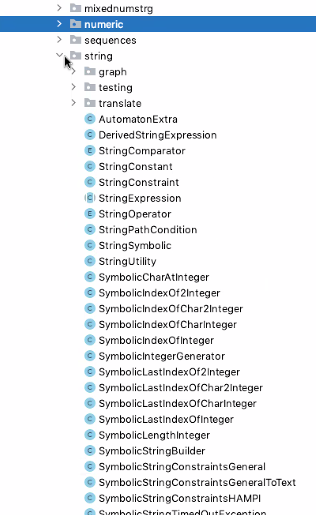 mixednumstrg
numeric
sequences
string
graph
testing
translate
AutomatonExtra
DerivedStringExpression
StringComparator
StringConstant
StringConstraint
StringExpression
StringOperator
StringPathCondition
StringSymbolic
StringUtility
SymbolicCharAtInteger
SymbolicIndexOf2Integer
SymbolicIndexOfChar2Integer
SymbolicIndexOfCharInteger
SymbolicIndexOfInteger
SymbolicIntegerGenerator
SymbolicLastIndexOf2Integer
SymbolicLastIndexOfChar2Integer
SymbolicLastIndexOfCharInteger
SymbolicLastIndexOfInteger
SymbolicLengthInteger
SymbolicStringBuilder
SymbolicStringConstraintsGeneral
SymbolicStringConstraintsGeneralToText
SymbolicStringConstraintsHAMPI
SymbolicStringTimedOutException